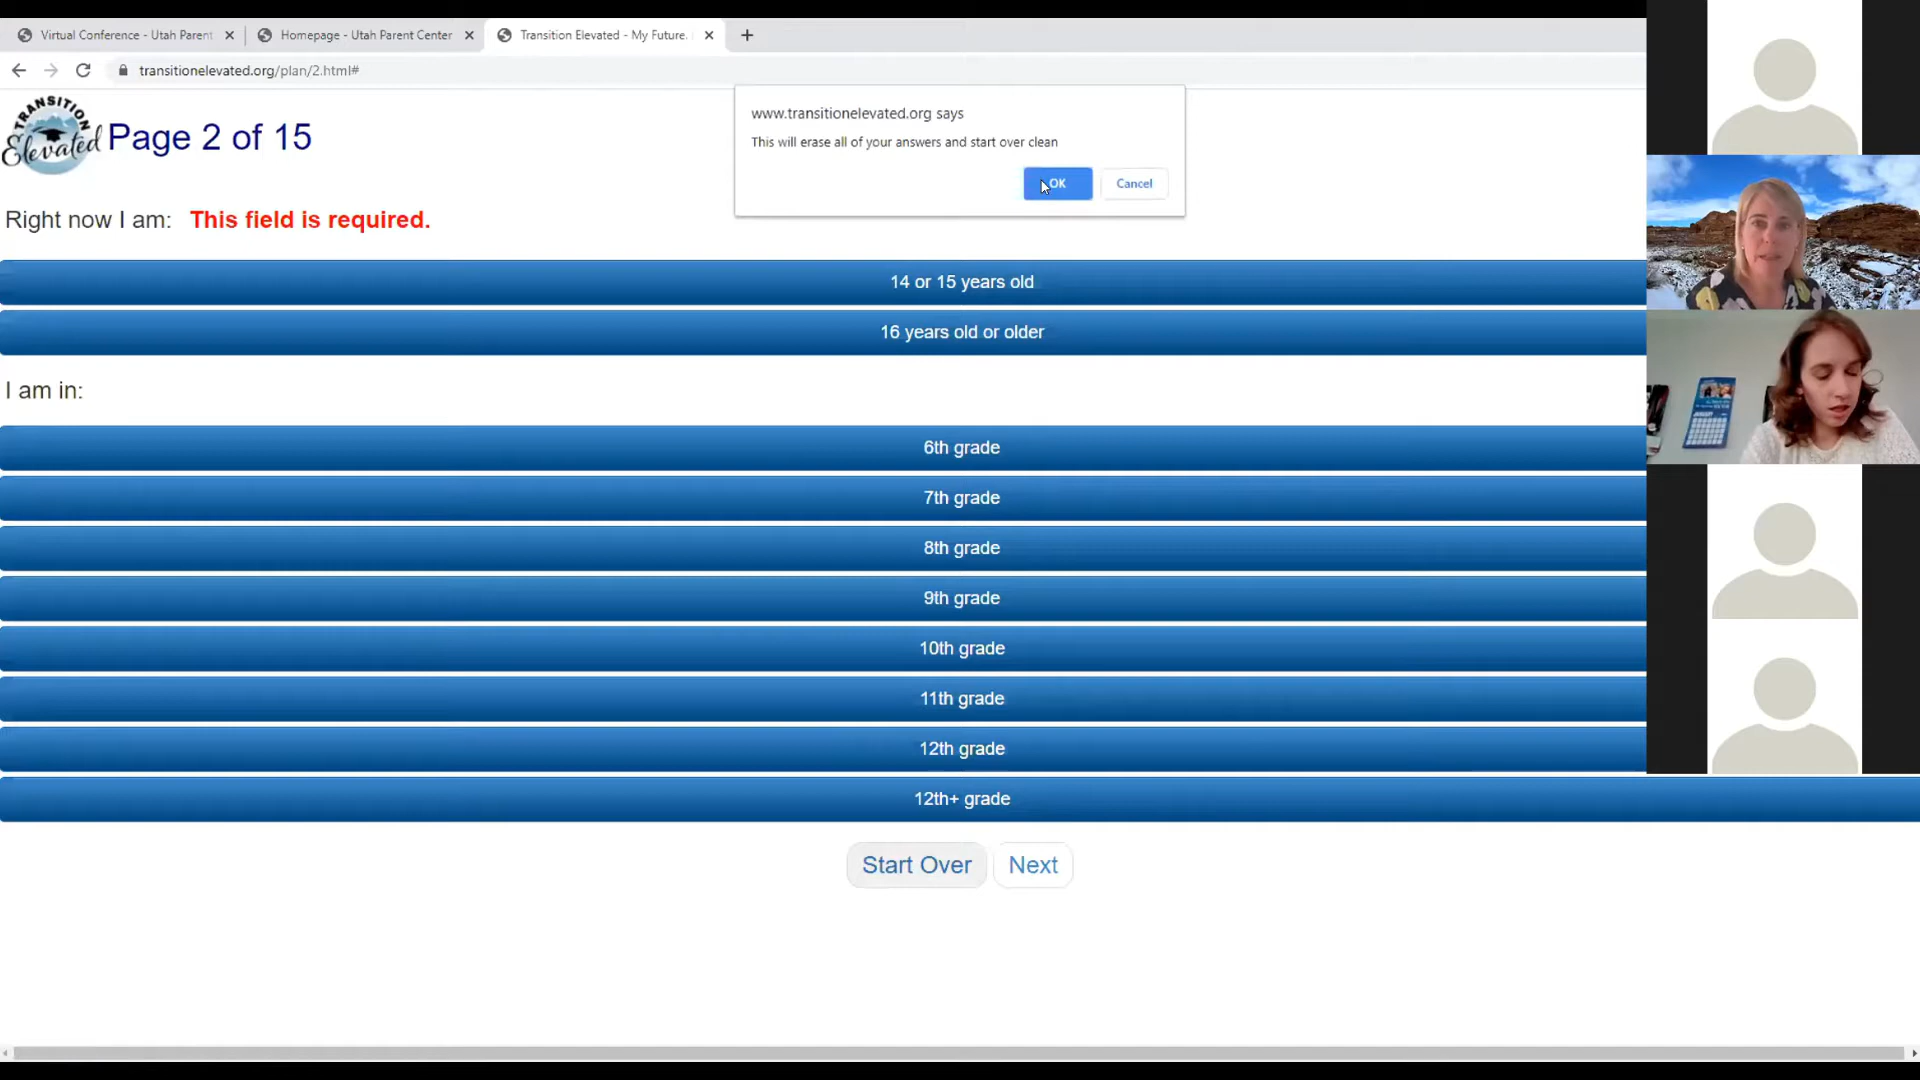 Virtual Conference - Utah Parent
Homepage - Utah Parent Center
Transition Elevated - My Future.
transitionelevated.org/plan/2.html#
TRANSITION
Elevated
Page 2 of 15
www.transitionelevated.org says
This will erase all of your answers and start over clean
OK
Cancel
Right now I am: This field is required.
14 or 15 years old
16 years old or older
I am in:
6th grade
7th grade
8th grade
9th grade
10th grade
11th grade
12th grade
12th+ grade
Start Over
Next
JANUARY